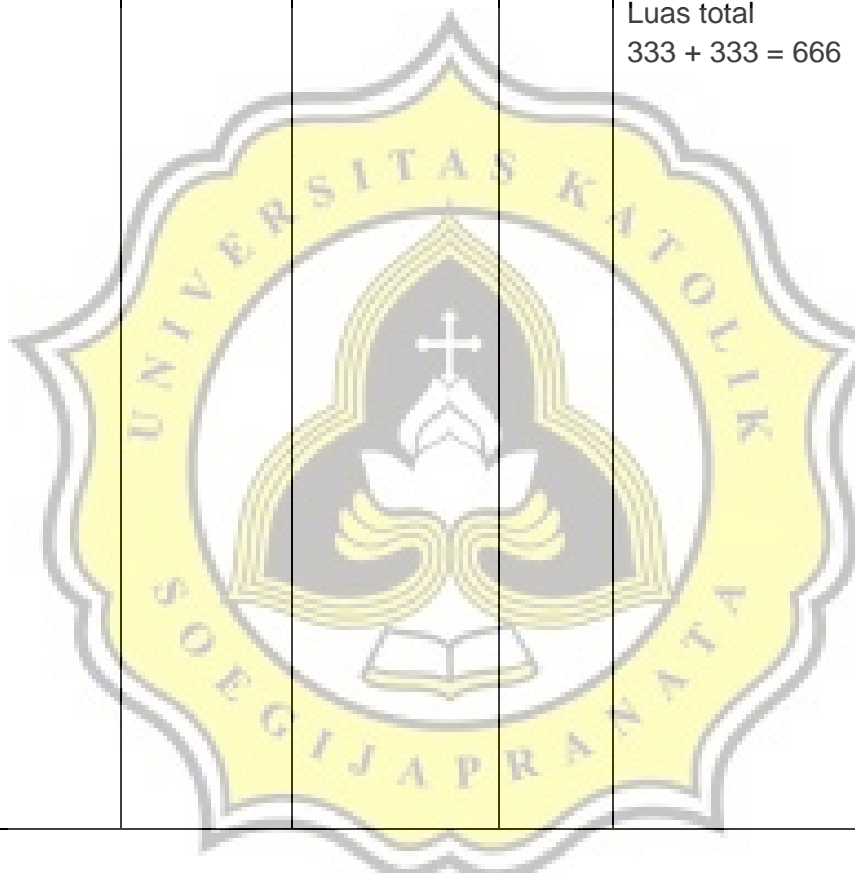 Luas total
333 + 333 = 666
UNIVERSITAS KATOLIK
SOEGIJAPRANATA